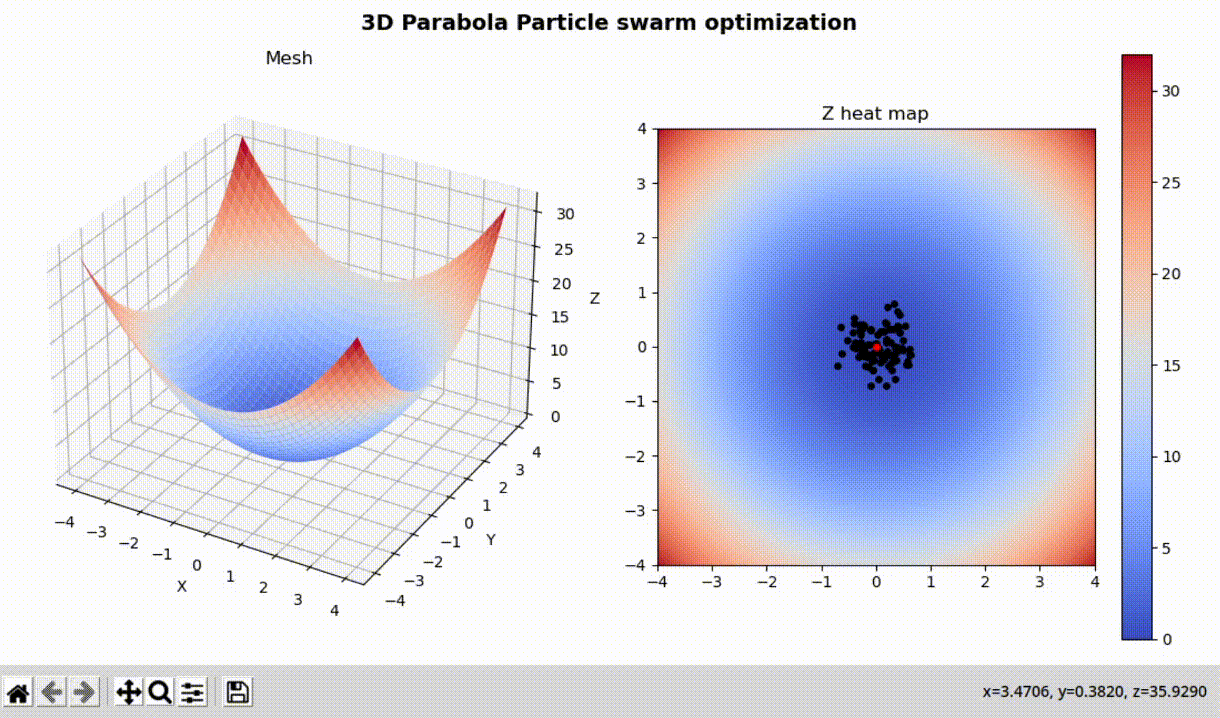 3D Parabola Particle swarm optimization
Mesh
30
25
20
15
10
5
0
Z
−4 −3 −2 −1 0 1 2 3 4
X
−4 −3 −2 −1 0 1 2 3 4
Y
Z heat map
4
3
2
1
0
−1
−2
−3
−4
−4 −3 −2 −1 0 1 2 3 4
30
25
20
15
10
5
0
x=3.4706, y=0.3820, z=35.9290